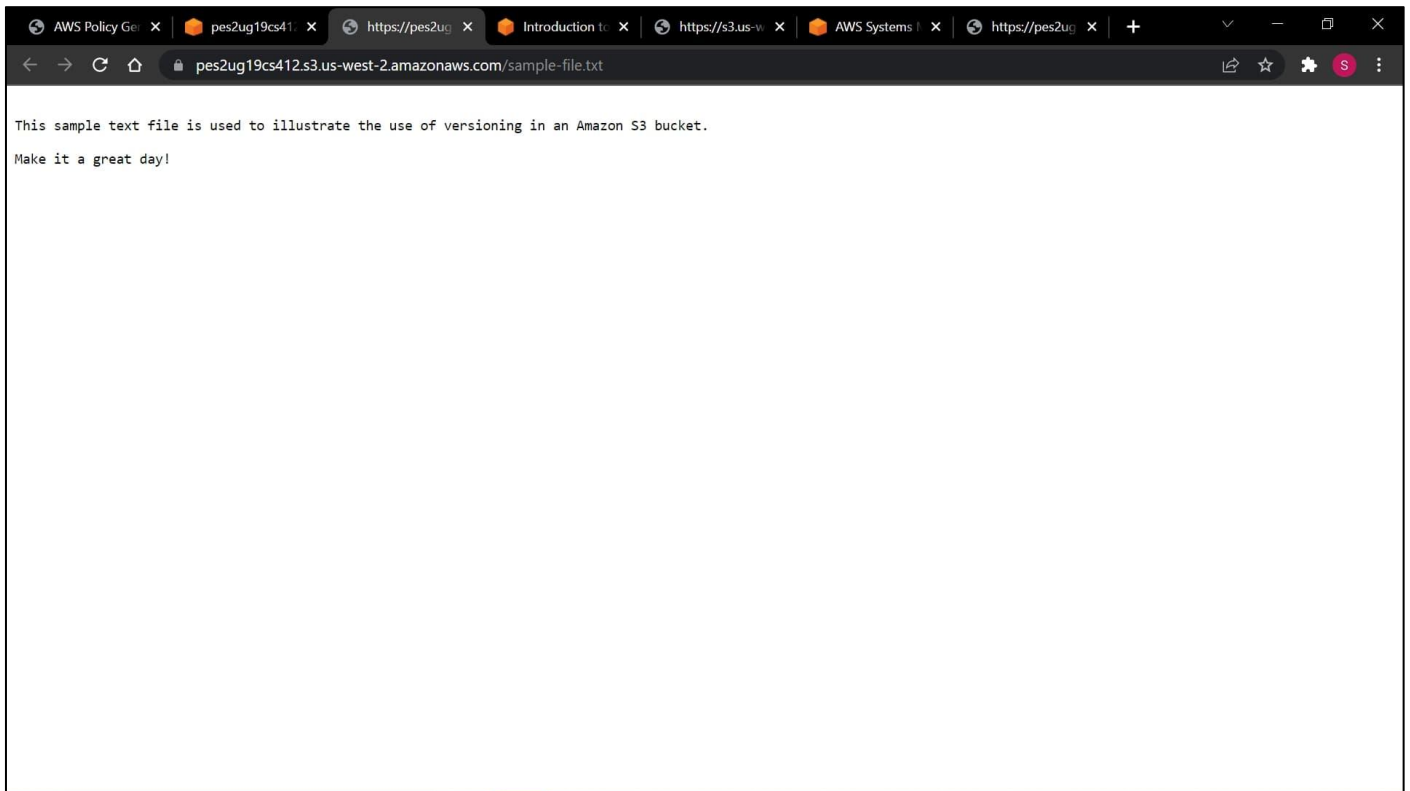 AWS Policy Ge
pes2ug19cs41
https://pes2ug
Introduction to
https://s3.us-w
AWS Systems
https://pes2ug
pes2ug19cs412.s3.us-west-2.amazonaws.com/sample-file.txt
S
This sample text file is used to illustrate the use of versioning in an Amazon S3 bucket.
Make it a great day!